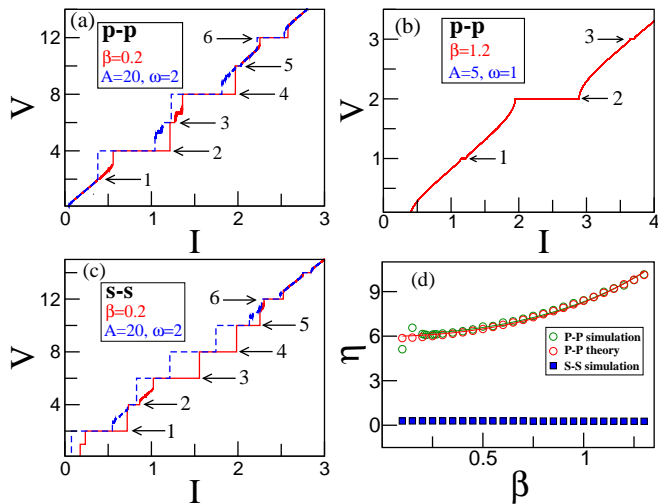 (a)
p-p
β=0.2
A=20, ω=2
1
2
3
4
5
6
0
4
8
12
V
0
1
2
3
I
(b)
p-p
β=1.2
A=5, ω=1
1
2
3
0
1
2
3
V
0
1
2
3
4
I
(c)
s-s
β=0.2
A=20, ω=2
1
2
3
4
5
6
4
8
12
V
0
1
2
3
I
(d)
P-P simulation
P-P theory
S-S simulation
0
3
6
9
η
0.5
1
β